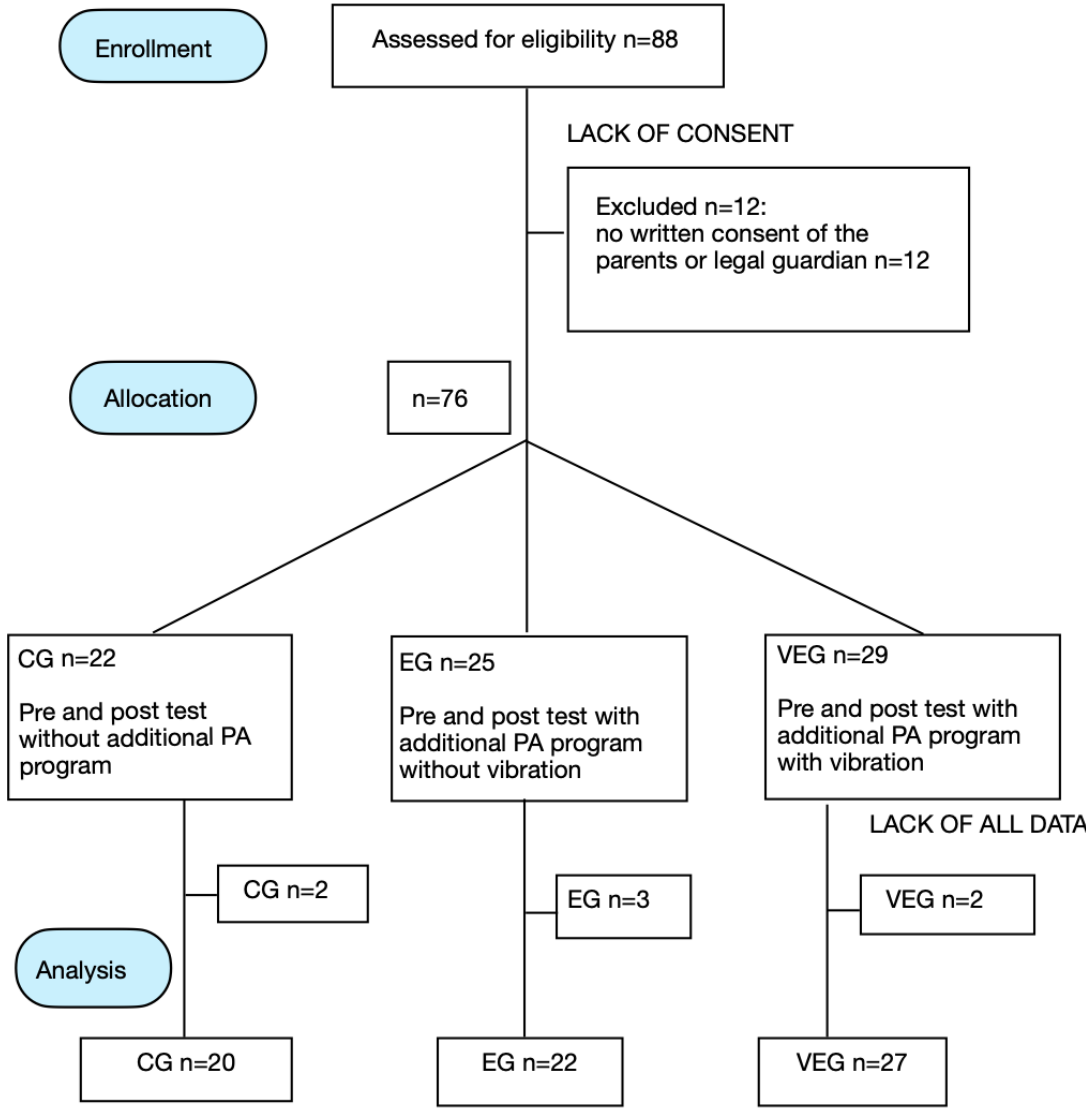 Enrollment
Assessed for eligibility n=88
LACK OF CONSENT
Excluded n=12:
no written consent of the
parents or legal guardian n=12
Allocation
n=76
CG n=22
Pre and post test
without additional PA
program
EG n=25
Pre and post test with
additional PA program
without vibration
VEG n=29
Pre and post test with
additional PA program
with vibration
LACK OF ALL DATA
CG n=2
EG n=3
VEG n=2
Analysis
CG n=20
EG n=22
VEG n=27